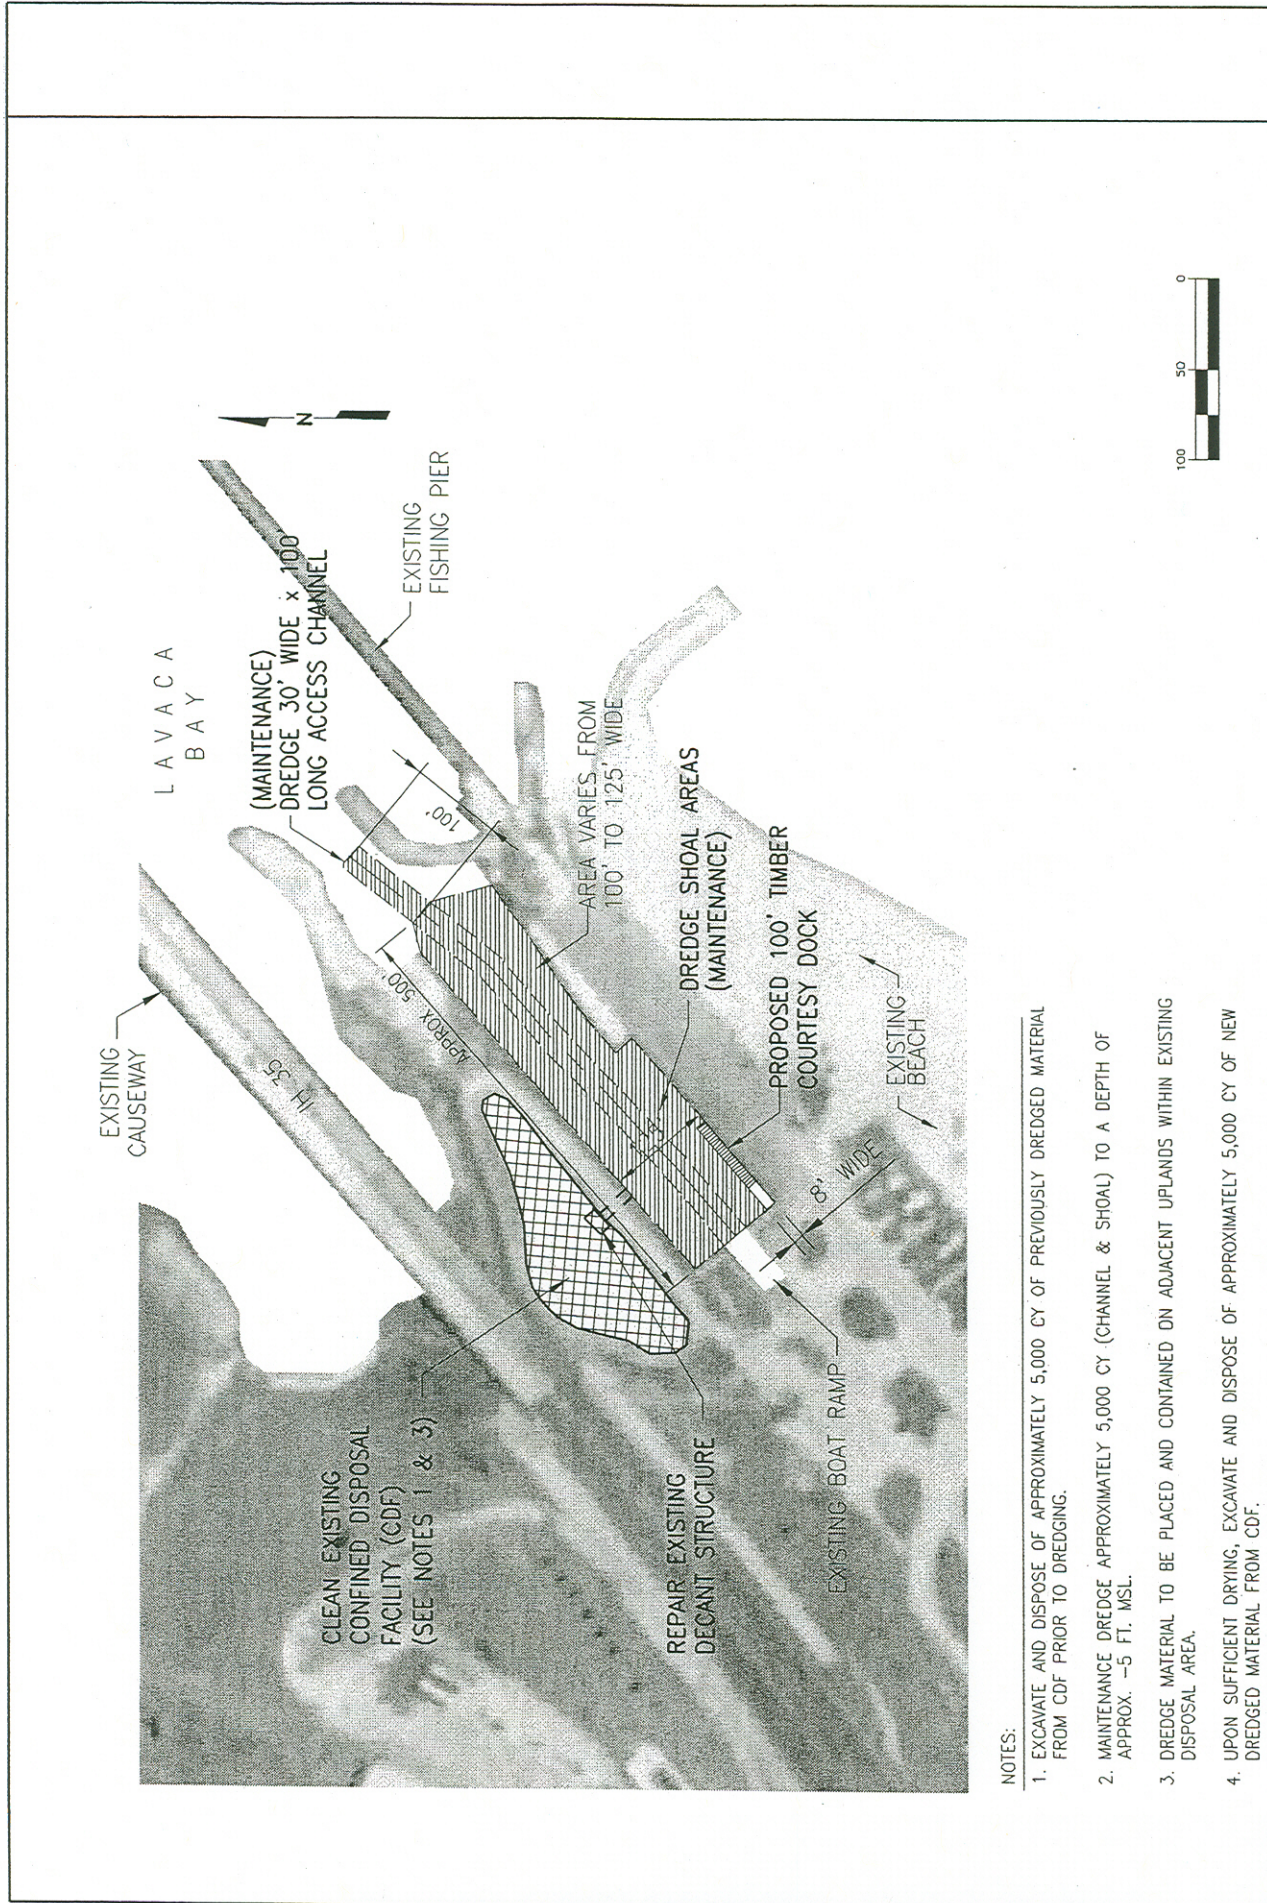 LAVACA
BAY
EXISTING
CAUSEWAY
IH 35
(MAINTENANCE)
DREDGE 30' WIDE x 100'
LONG ACCESS CHANNEL
N
EXISTING
FISHING PIER
100'
APPROX 500'
AREA VARIES FROM
100' TO 125' WIDE
CLEAN EXISTING
CONFINED DISPOSAL
FACILITY (CDF)
(SEE NOTES 1 & 3)
DREDGE SHOAL AREAS
(MAINTENANCE)
REPAIR EXISTING
DECANT STRUCTURE
PROPOSED 100' TIMBER
COURTESY DOCK
EXISTING BOAT RAMP
8' WIDE
EXISTING
BEACH
NOTES:
1. EXCAVATE AND DISPOSE OF APPROXIMATELY 5,000 CY OF PREVIOUSLY DREDGED MATERIAL
FROM CDF PRIOR TO DREDGING.
2. MAINTENANCE DREDGE APPROXIMATELY 5,000 CY (CHANNEL & SHOAL) TO A DEPTH OF
APPROX. -5 FT. MSL.
3. DREDGE MATERIAL TO BE PLACED AND CONTAINED ON ADJACENT UPLANDS WITHIN EXISTING
DISPOSAL AREA.
4. UPON SUFFICIENT DRYING, EXCAVATE AND DISPOSE OF APPROXIMATELY 5,000 CY OF NEW
DREDGED MATERIAL FROM CDF.
100 50 0